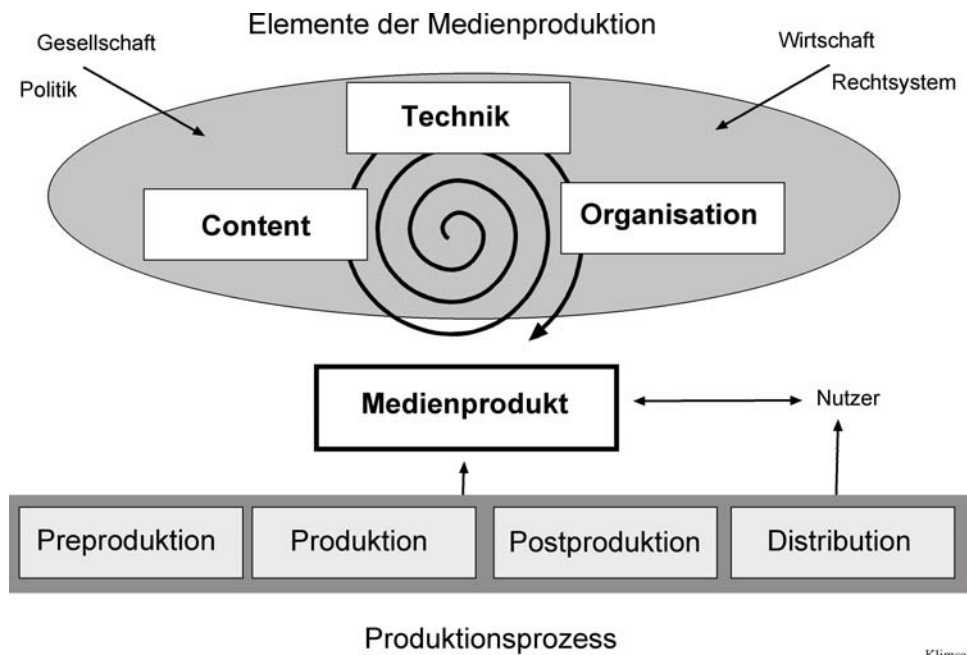 Elemente der Medienproduktion
Gesellschaft
Politik
Wirtschaft
Rechtsystem
Technik
Content
Organisation
Medienprodukt
Nutzer
Preproduktion
Produktion
Postproduktion
Distribution
Produktionsprozess